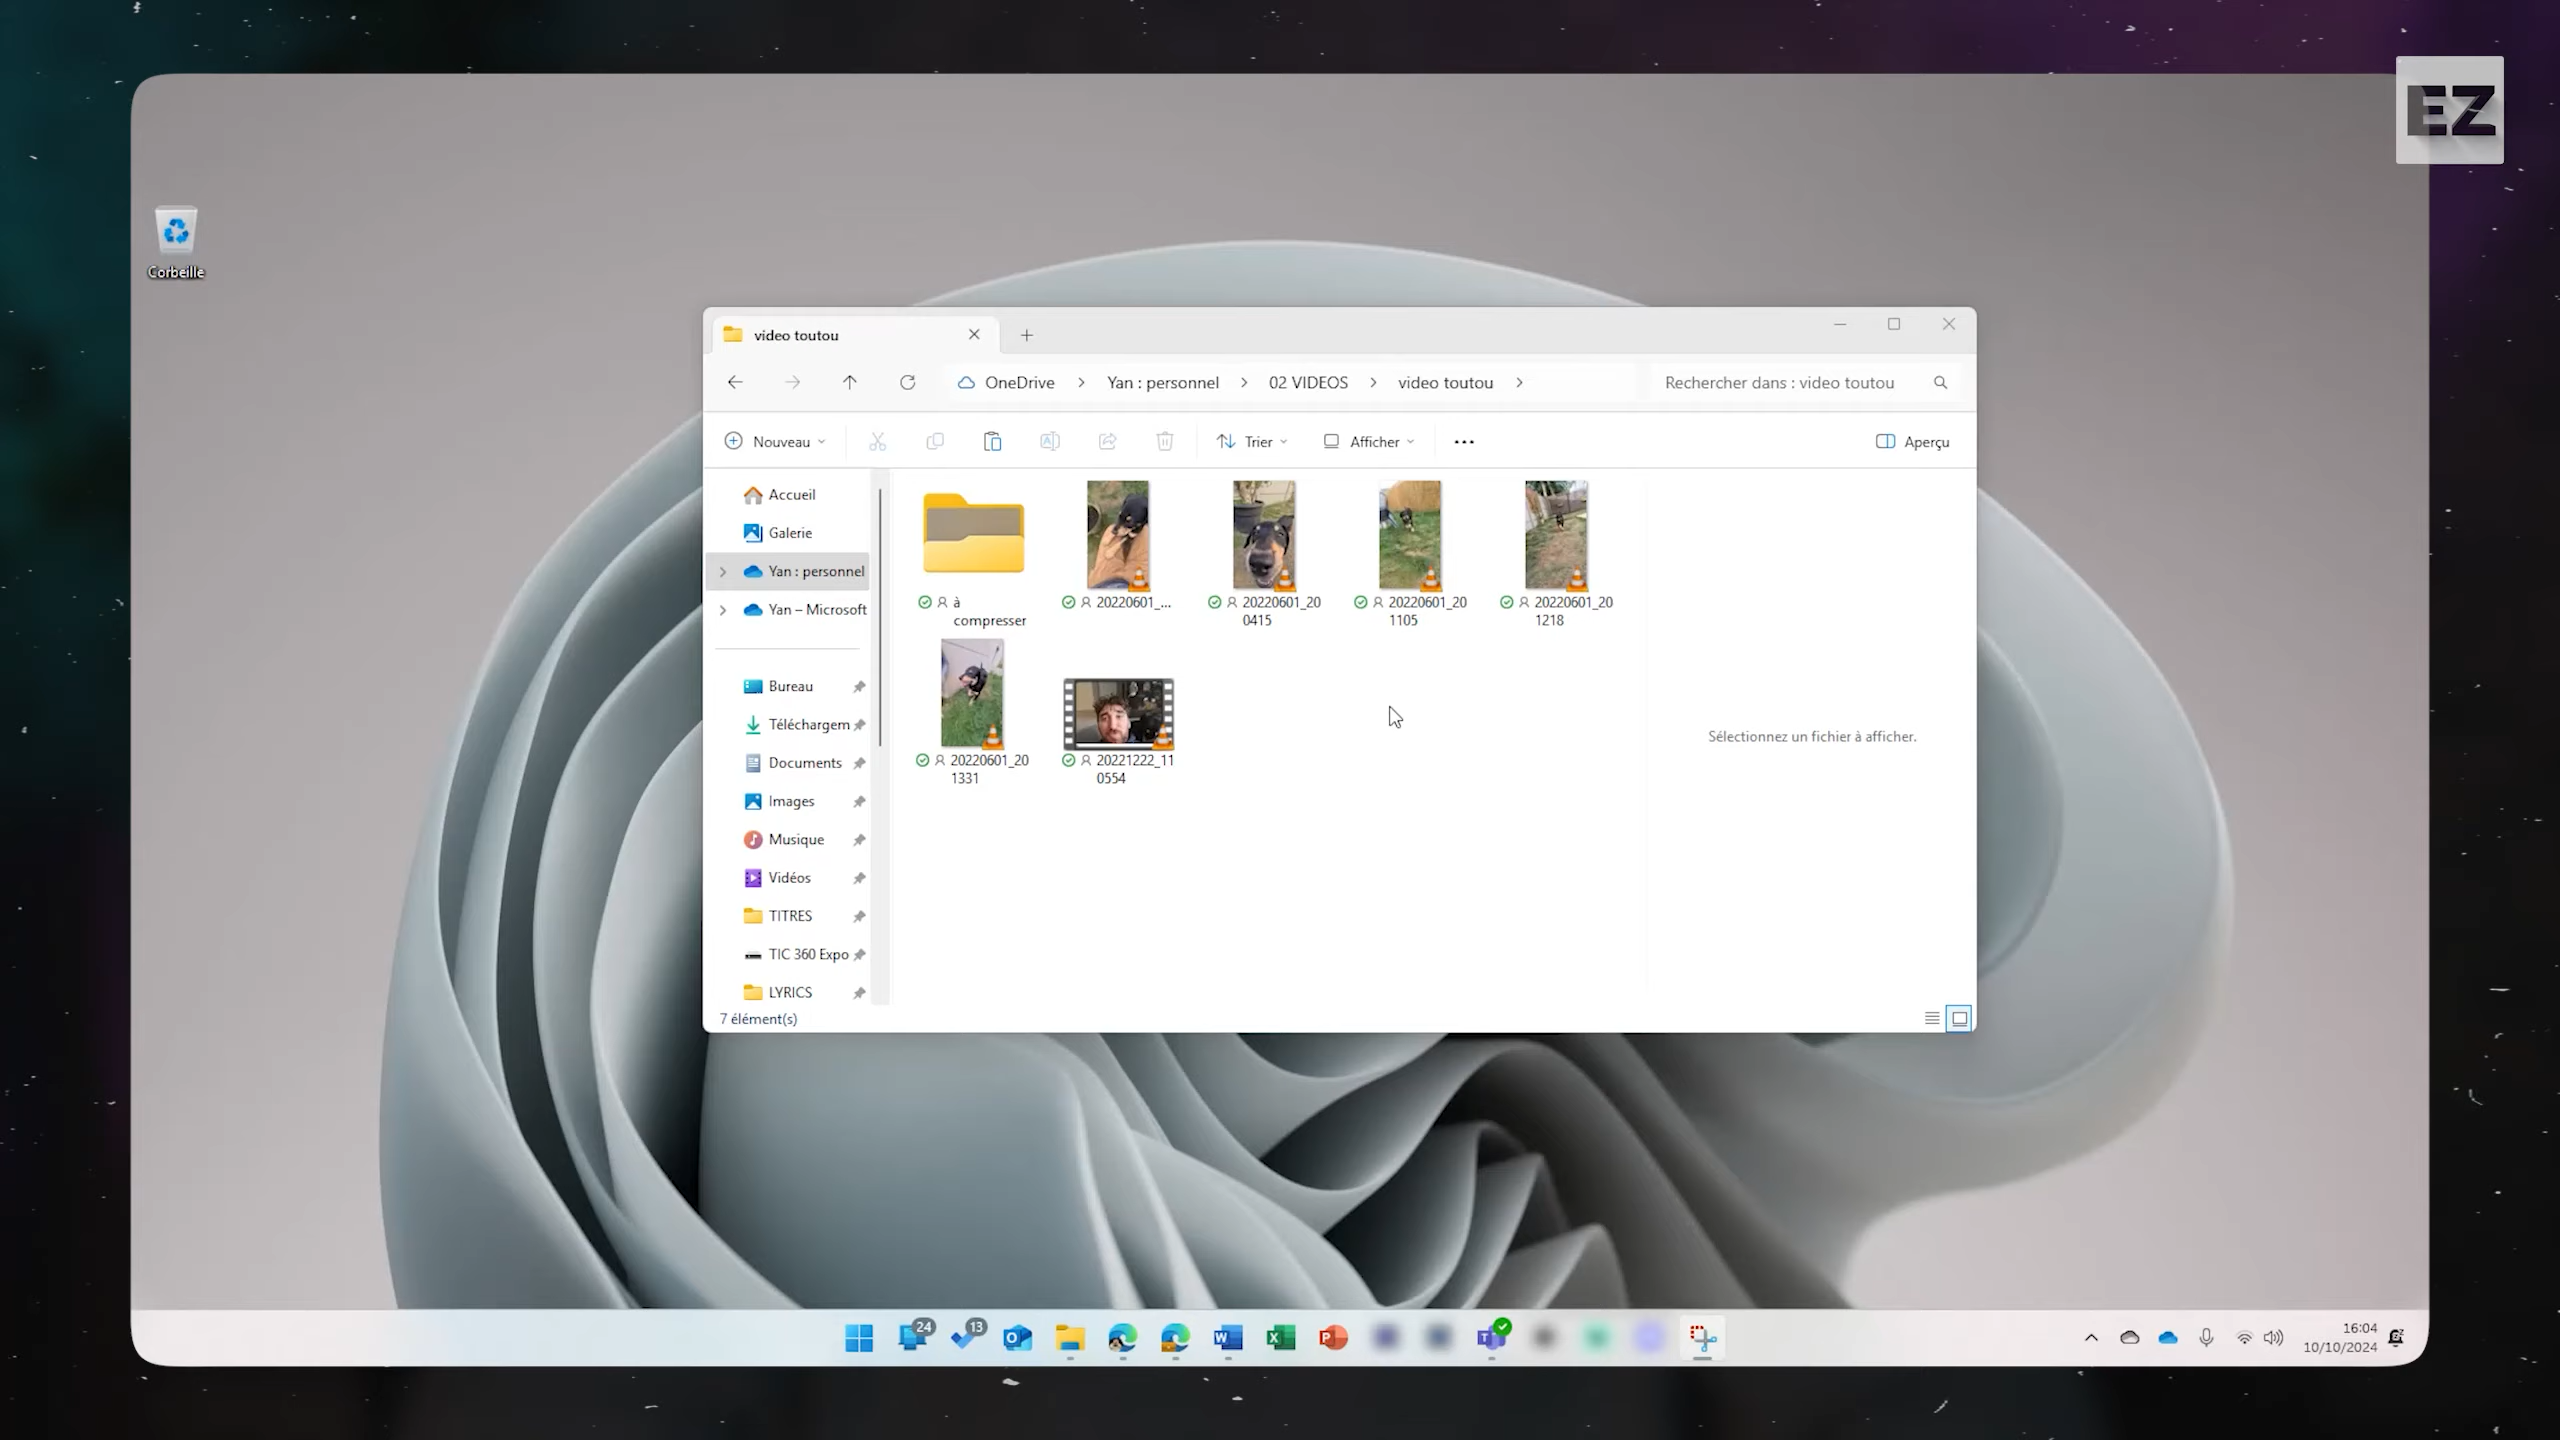 EZ
Corbeille
video toutou
OneDrive
Yan : personnel
02 VIDEOS
video toutou
Rechercher dans : video toutou
Nouveau
Trier
Afficher
Aperçu
Accueil
Galerie
Yan : personnel
Yan – Microsoft
Bureau
Téléchargem
Documents
Images
Musique
Vidéos
TITRES
TIC 360 Expo
LYRICS
à
compresser
20220601_...
20220601_20
0415
20220601_20
1105
20220601_20
1218
20220601_20
1331
20221222_11
0554
Sélectionnez un fichier à afficher.
7 élément(s)
24
13
16:04
10/10/2024